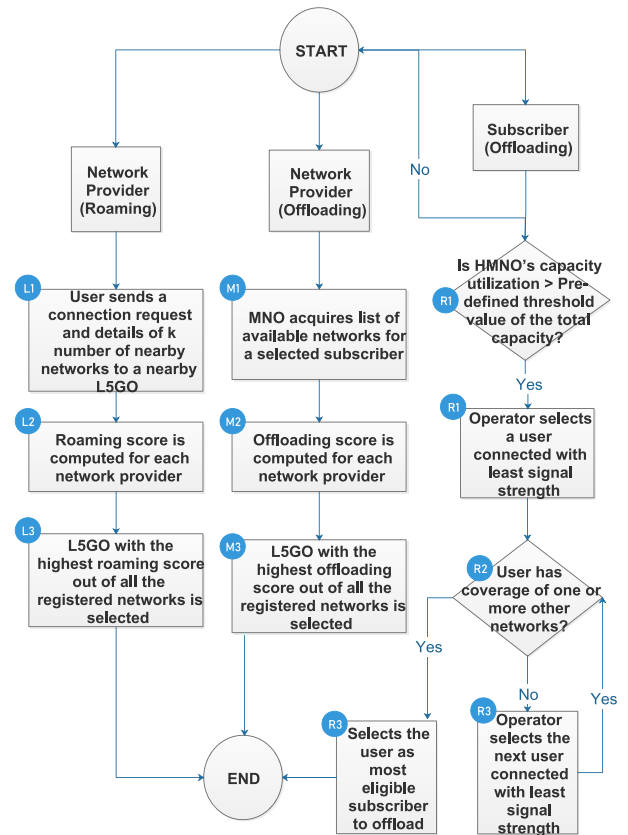 START
Network
Provider
(Roaming)
Network
Provider
(Offloading)
Subscriber
(Offloading)
No
L1
User sends a
connection request
and details of k
number of nearby
networks to a nearby
L5GO
M1
MNO acquires list of
available networks for
a selected subscriber
R1
Is HMNO's capacity
utilization > Pre-
defined threshold
value of the total
capacity?
Yes
L2
Roaming score is
computed for each
network provider
M2
Offloading score is
computed for each
network provider
R1
Operator selects
a user
connected with
least signal
strength
L3
L5GO with the
highest roaming score
out of all the
registered networks is
selected
M3
L5GO with the
highest offloading
score out of all the
registered networks is
selected
R2
User has
coverage of one or
more other
networks?
Yes
No
Yes
END
R3
Selects the
user as
most
eligible
subscriber
to offload
R3
Operator
selects the
next user
connected
with least
signal
strength